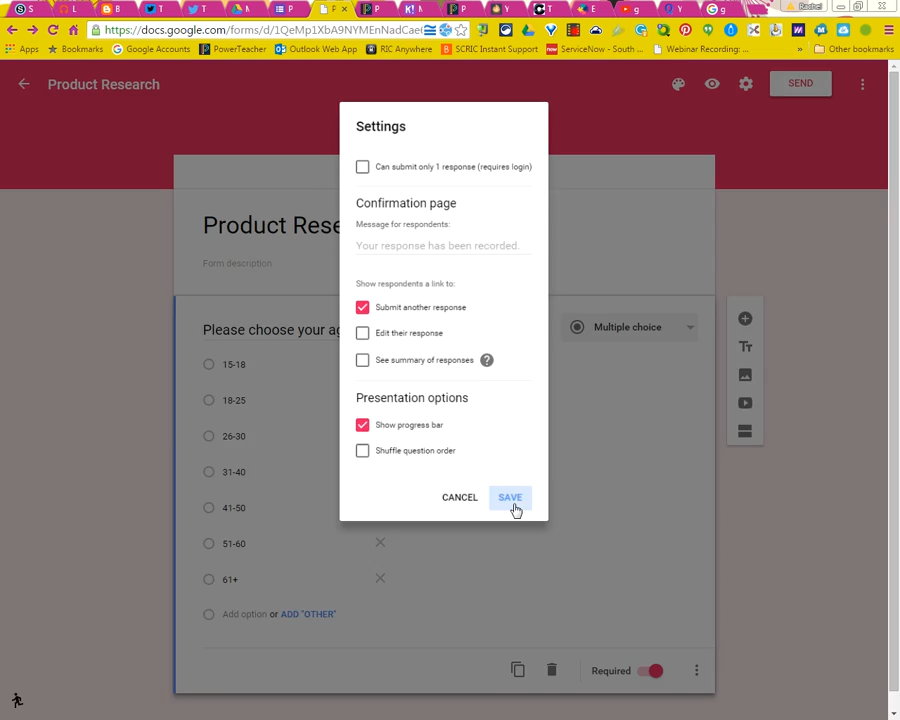 S L B T T M P P P K! M P Y T E g Y g Rachel
https://docs.google.com/forms/d/1QeMp1XbA9NYMEnNadCae
Apps Bookmarks Google Accounts PowerTeacher Outlook Web App RIC Anywhere SCRIC Instant Support ServiceNow - South ... Webinar Recording: ... » Other bookmarks
Product Research SEND
Settings
Can submit only 1 response (requires login)
Confirmation page
Message for respondents:
Your response has been recorded.
Show respondents a link to:
Submit another response
Edit their response
See summary of responses ?
Presentation options
Show progress bar
Shuffle question order
CANCEL SAVE
Product Rese
Form description
Please choose your ag
Multiple choice
15-18
18-25
26-30
31-40
41-50
51-60
61+
Add option or ADD "OTHER"
Required
Tт